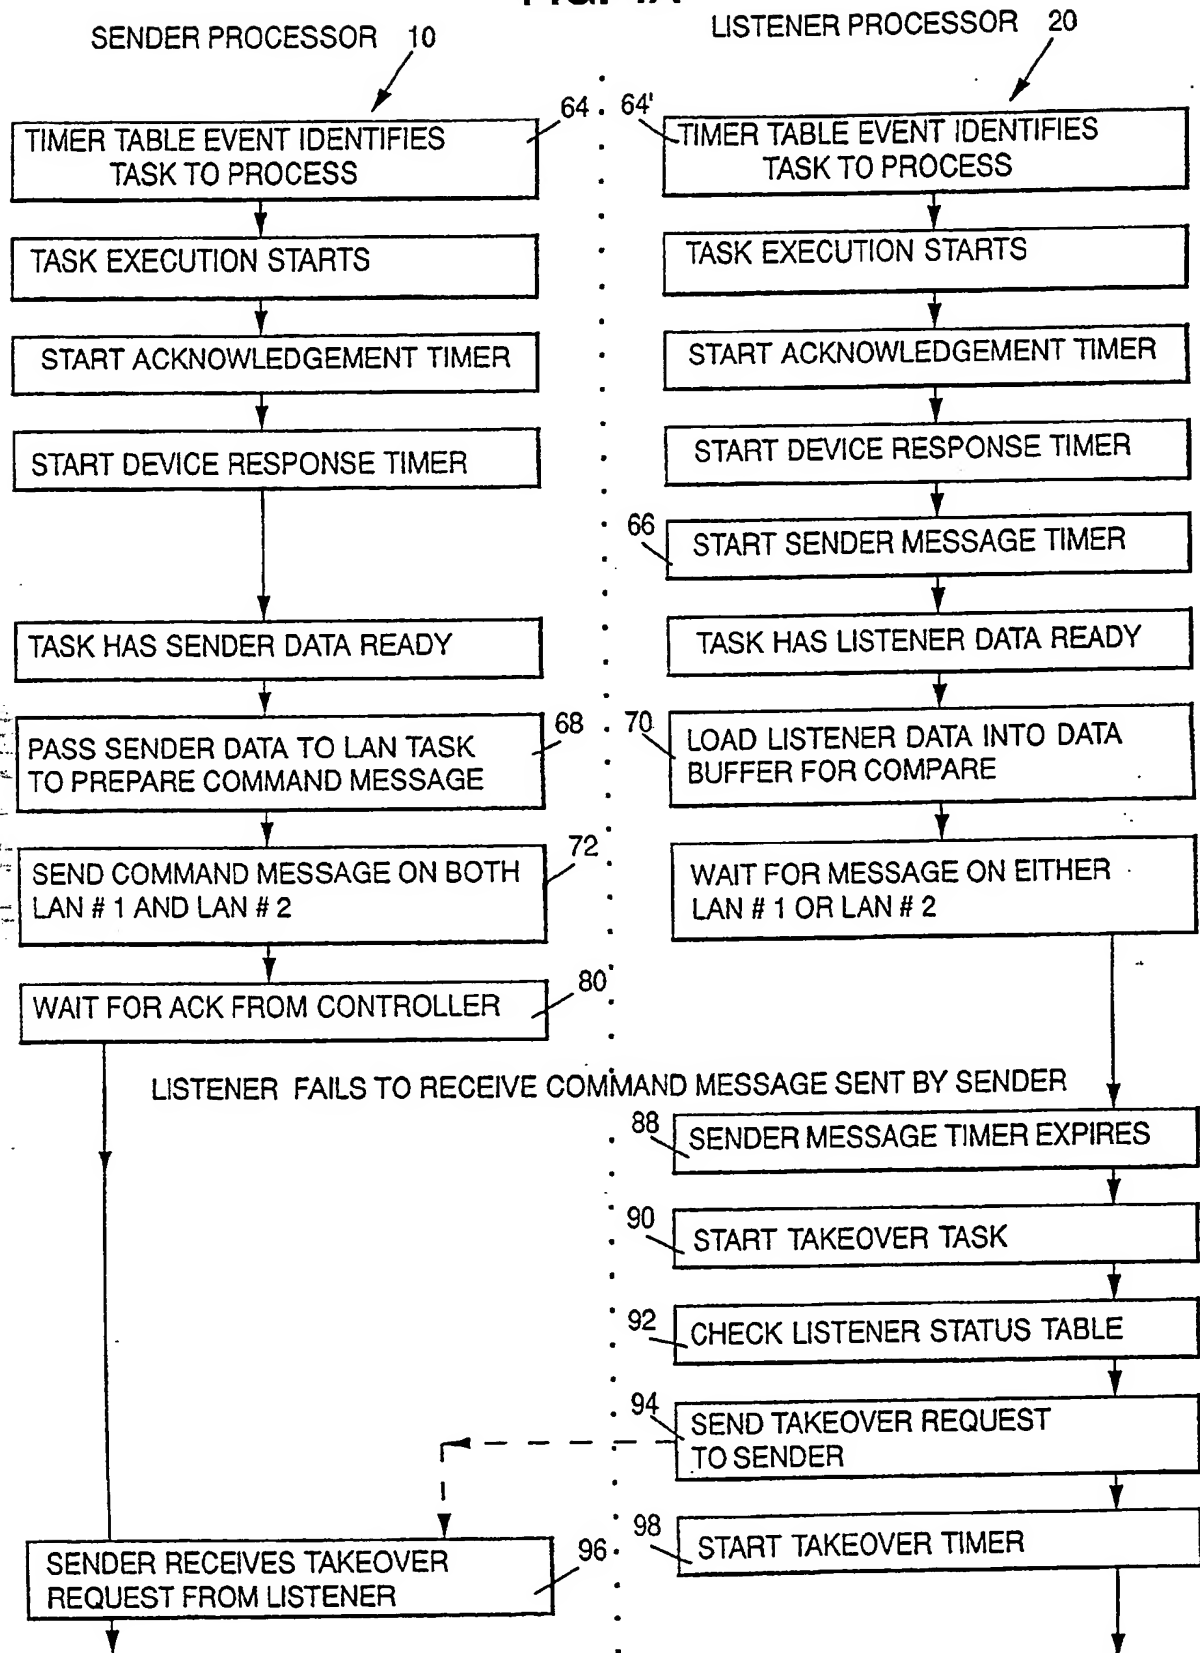 SENDER PROCESSOR 10
LISTENER PROCESSOR 20
64
TIMER TABLE EVENT IDENTIFIES
TASK TO PROCESS
TASK EXECUTION STARTS
START ACKNOWLEDGEMENT TIMER
START DEVICE RESPONSE TIMER
TASK HAS SENDER DATA READY
68
PASS SENDER DATA TO LAN TASK
TO PREPARE COMMAND MESSAGE
72
SEND COMMAND MESSAGE ON BOTH
LAN # 1 AND LAN # 2
80
WAIT FOR ACK FROM CONTROLLER
64'
TIMER TABLE EVENT IDENTIFIES
TASK TO PROCESS
TASK EXECUTION STARTS
START ACKNOWLEDGEMENT TIMER
START DEVICE RESPONSE TIMER
66
START SENDER MESSAGE TIMER
TASK HAS LISTENER DATA READY
70
LOAD LISTENER DATA INTO DATA
BUFFER FOR COMPARE
WAIT FOR MESSAGE ON EITHER
LAN # 1 OR LAN # 2
LISTENER FAILS TO RECEIVE COMMAND MESSAGE SENT BY SENDER
88
SENDER MESSAGE TIMER EXPIRES
90
START TAKEOVER TASK
92
CHECK LISTENER STATUS TABLE
94
SEND TAKEOVER REQUEST
TO SENDER
98
START TAKEOVER TIMER
96
SENDER RECEIVES TAKEOVER
REQUEST FROM LISTENER